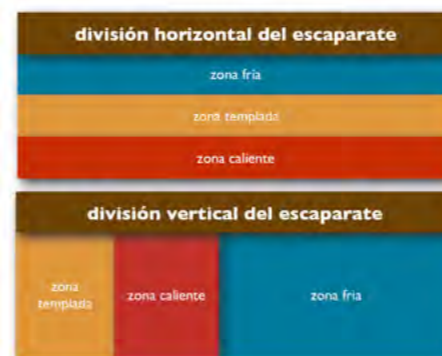 división horizontal del escaparate
zona fría
zona templada
zona caliente
división vertical del escaparate
zona
templada
zona caliente
zona fria